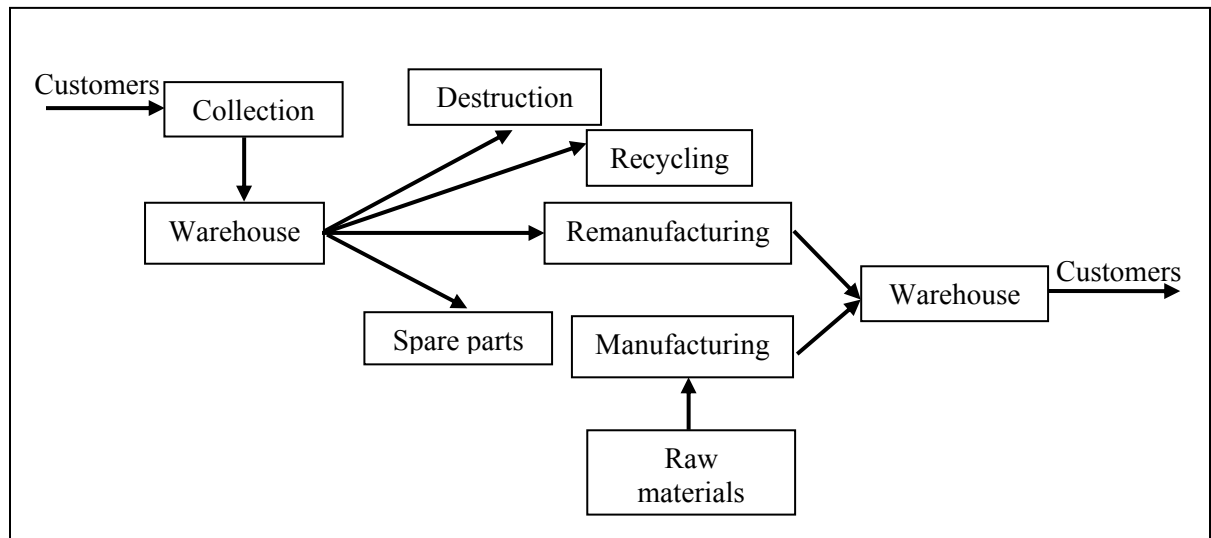 Customers
Collection
Destruction
Recycling
Warehouse
Remanufacturing
Customers
Warehouse
Spare parts
Manufacturing
Raw
materials